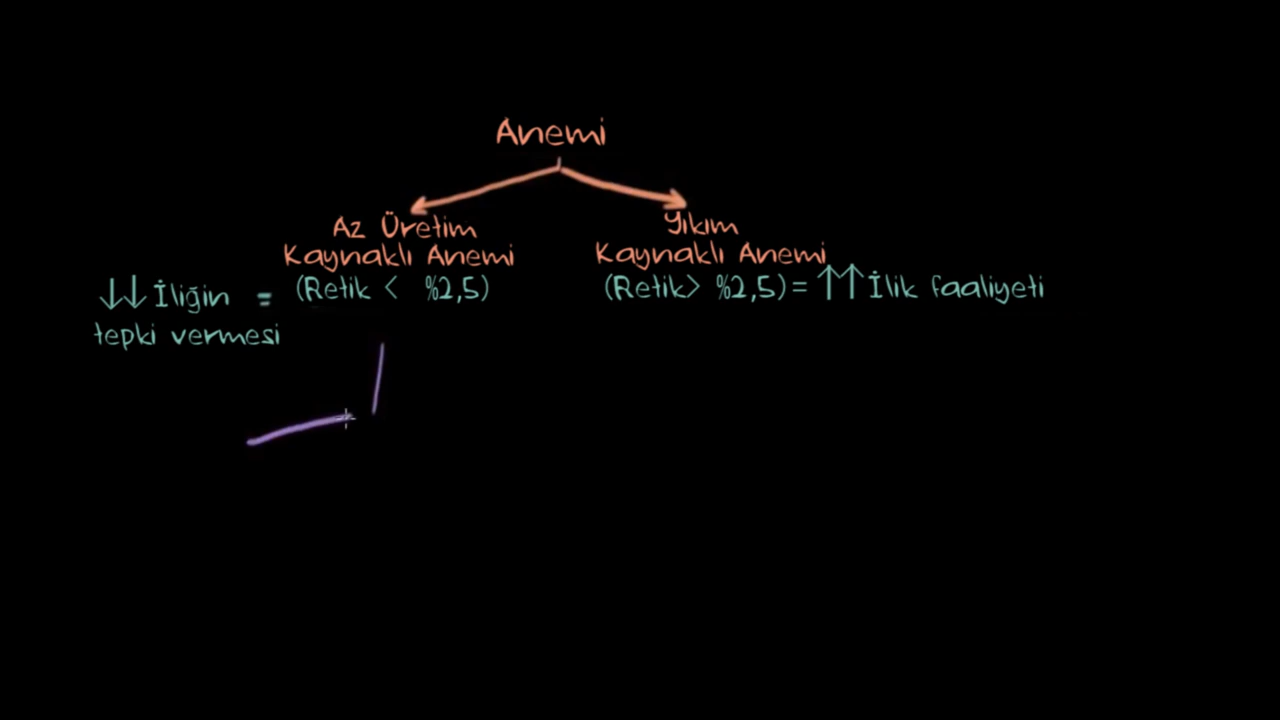 Anemi
Az Üretim
Kaynaklı Anemi
(Retik < %2,5)
↓↓ İliğin =
tepki vermesi
Yıkım
Kaynaklı Anemi
(Retik> %2,5) = ↑↑ İlik faaliyeti